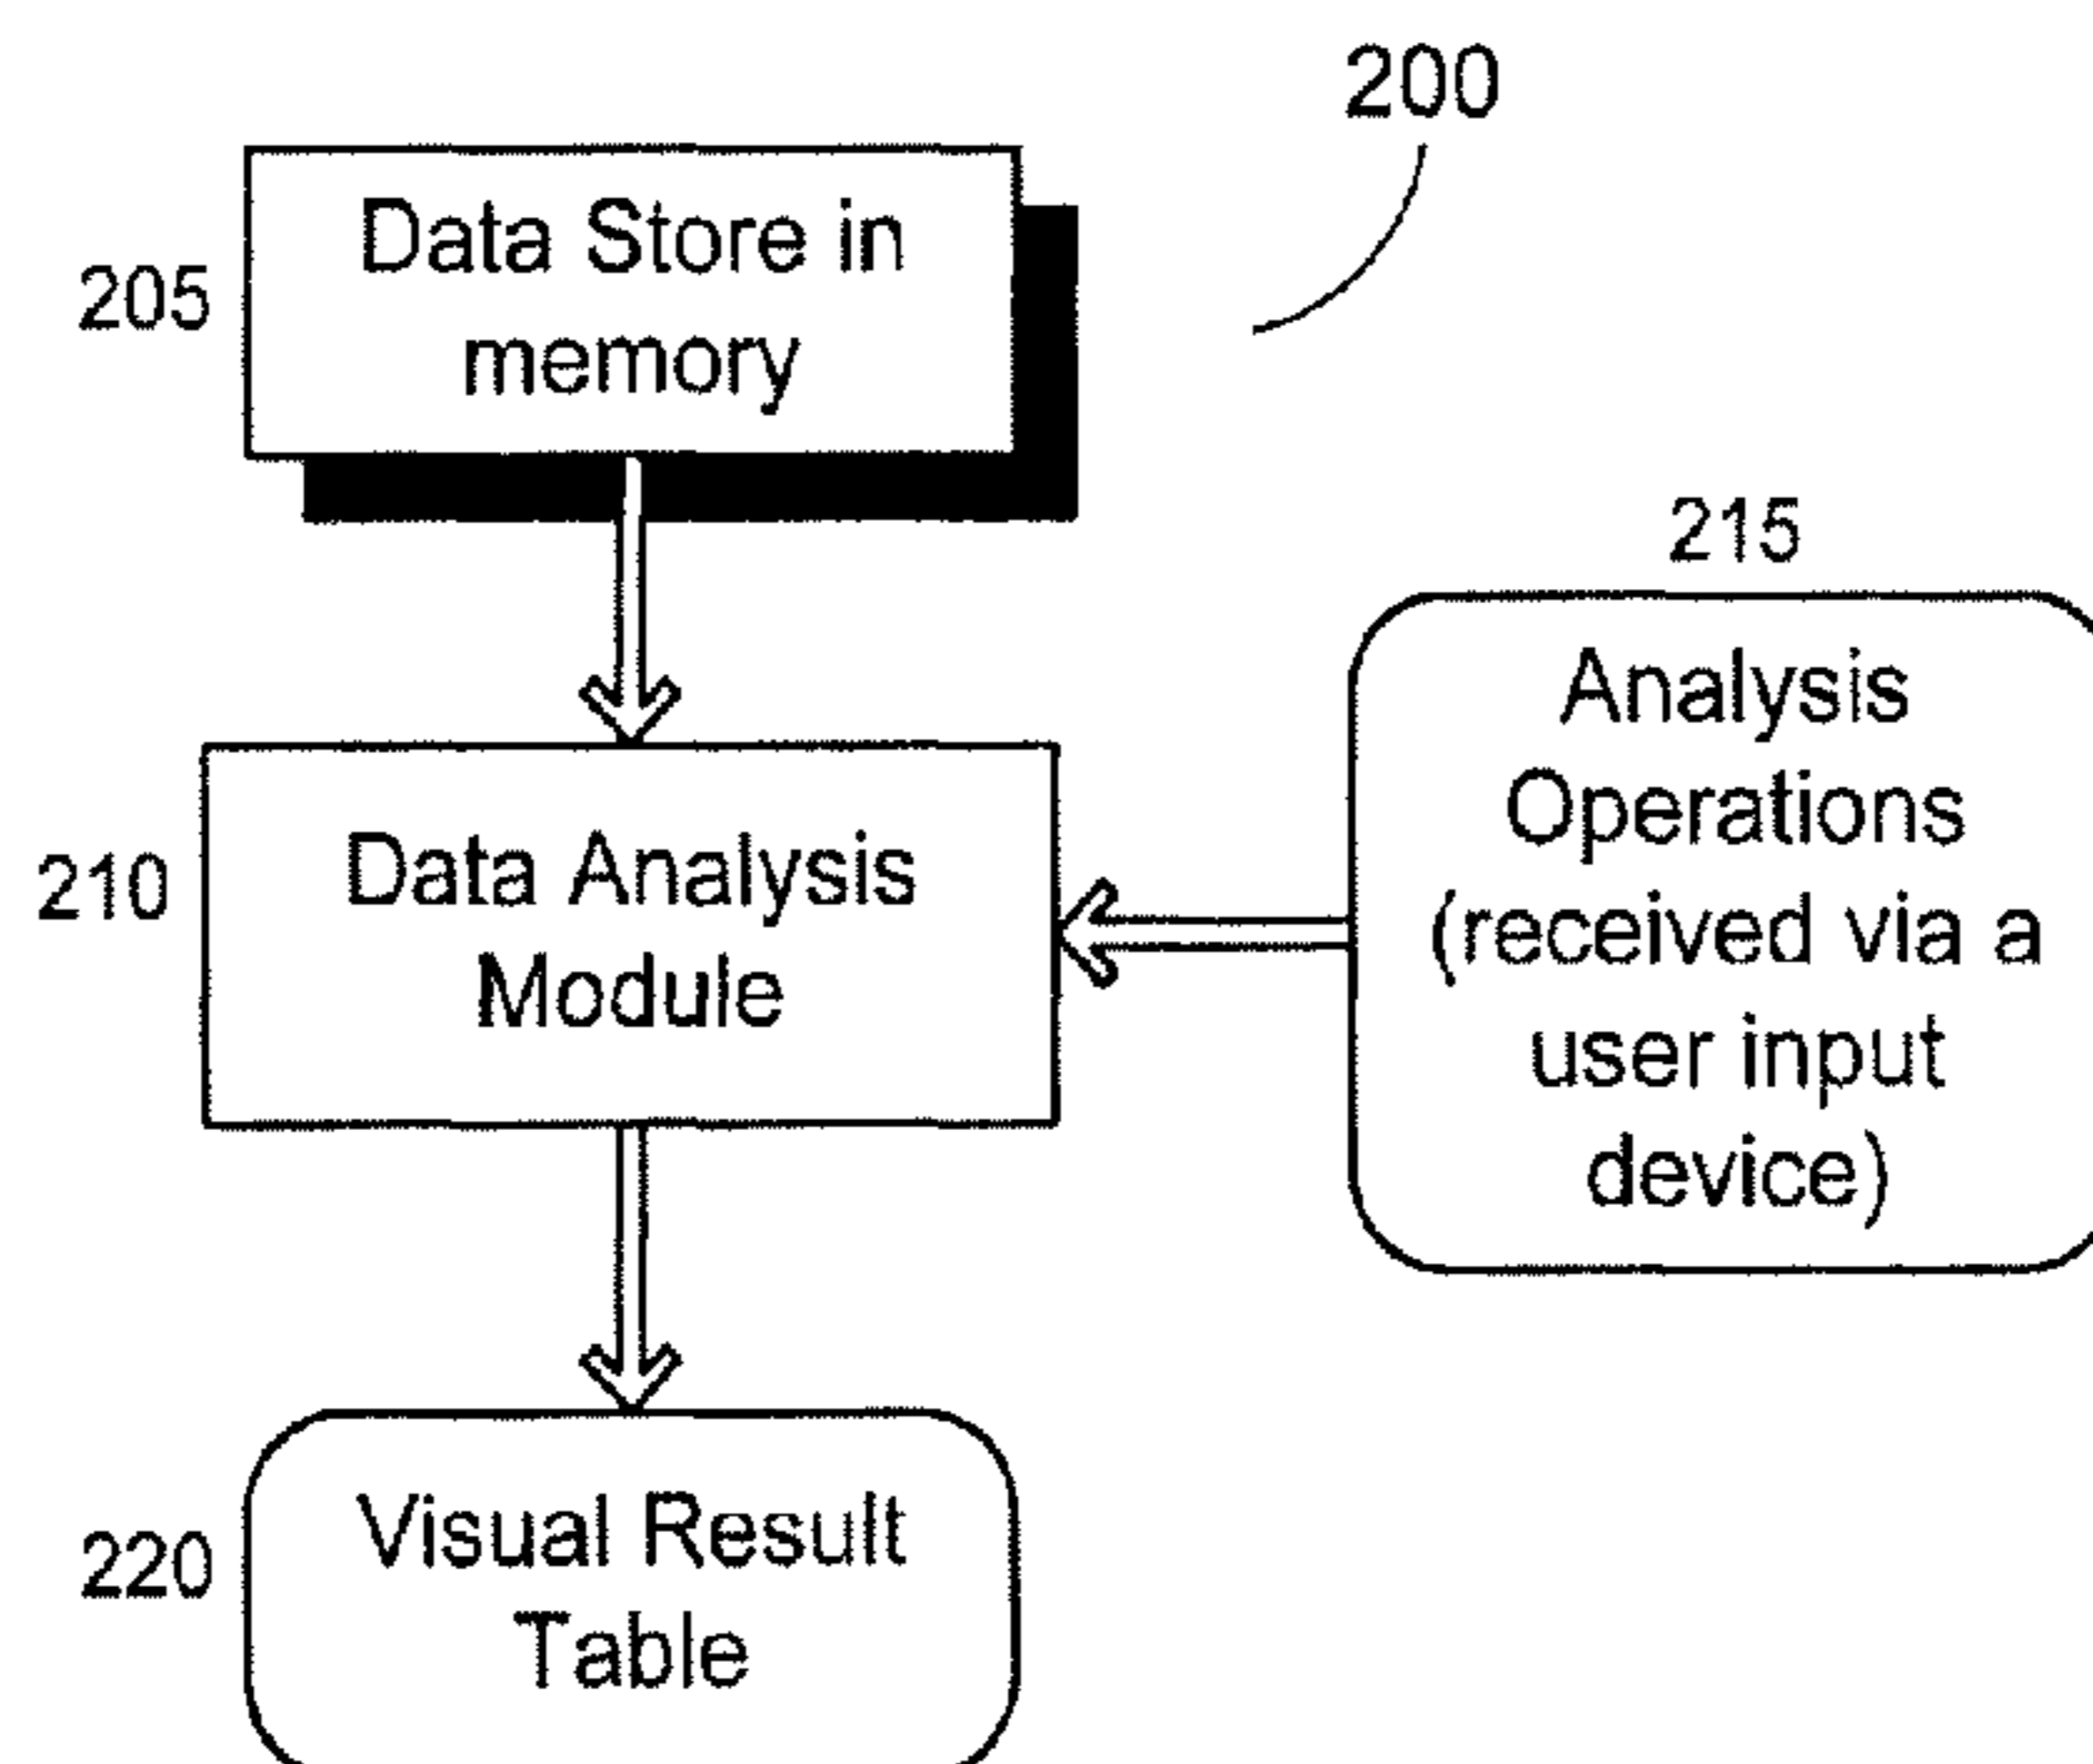 200
205
Data Store in
memory
215
Analysis
Operations
(received via a
user input
device)
210
Data Analysis
Module
220
Visual Result
Table